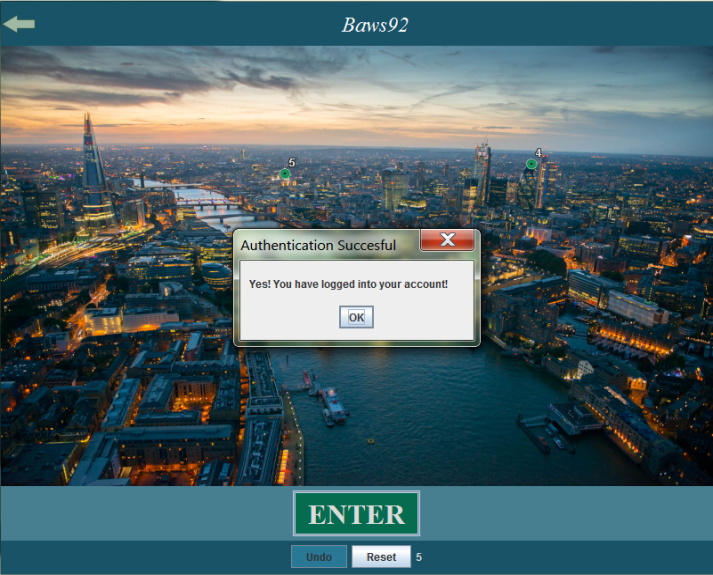 Baws92
5
4
Authentication Succesful
Yes! You have logged into your account!
OK
ENTER
Undo
Reset
5